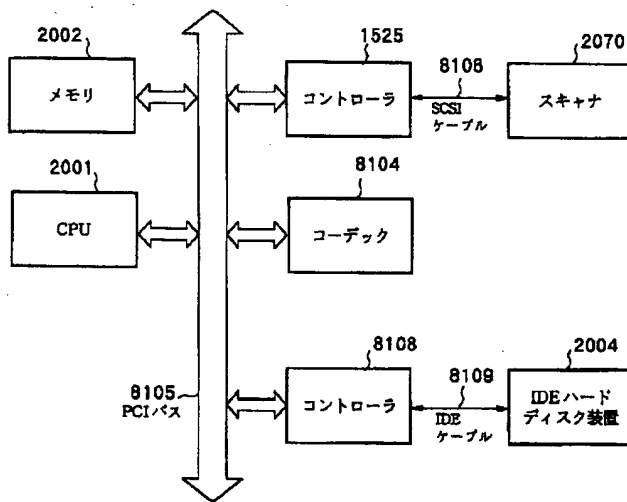 2002
メモリ
1525
コントローラ
8106
SCSI
ケーブル
2070
スキャナ
2001
CPU
8104
コーデック
8105
PCIバス
8108
コントローラ
8109
IDE
ケーブル
2004
IDEハード
ディスク装置